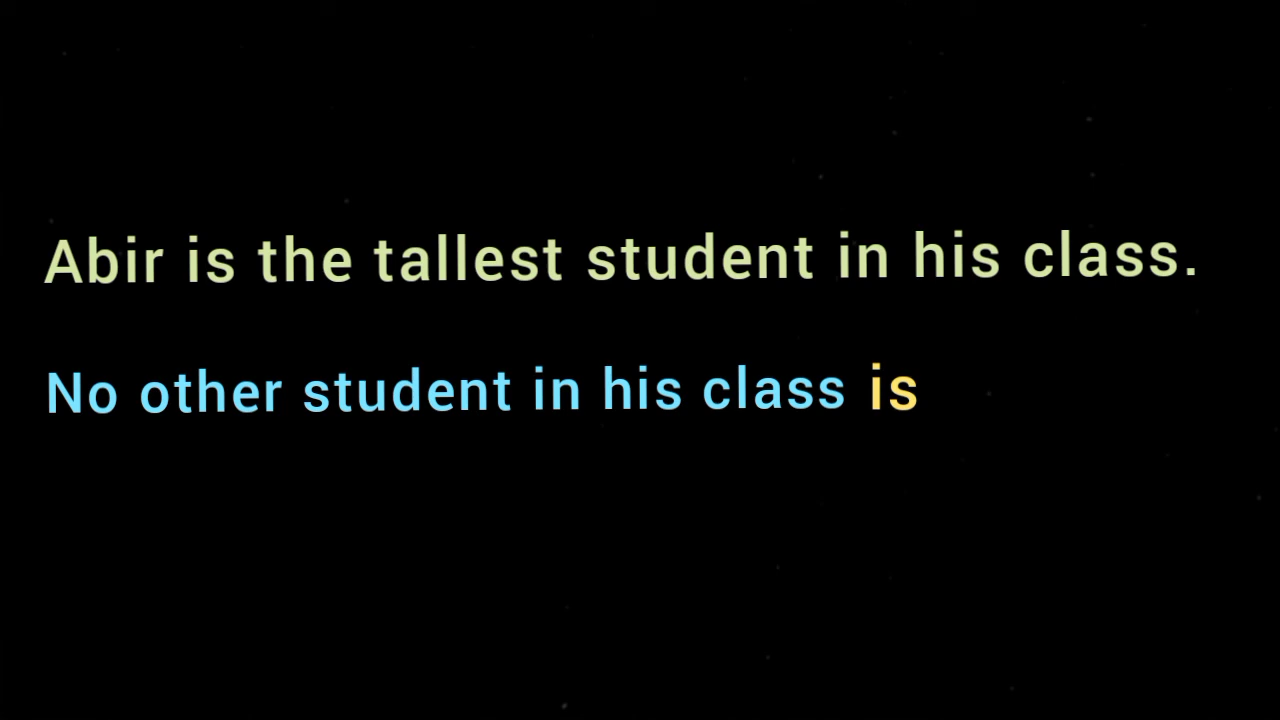 Abir is the tallest student in his class.
No other student in his class is